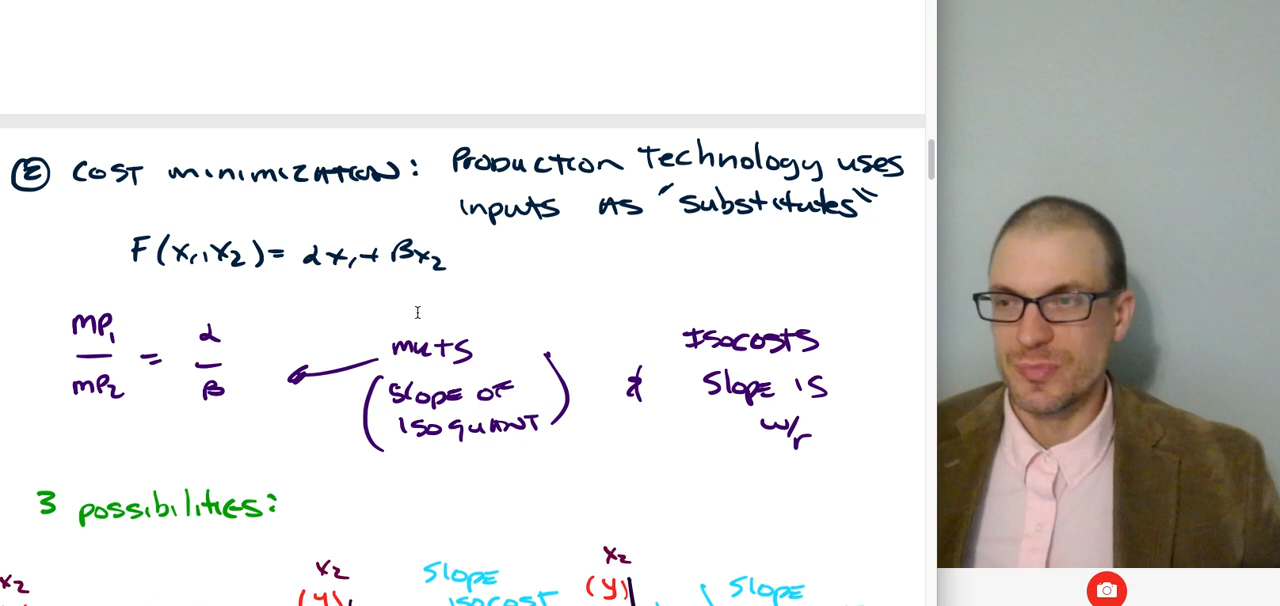 ② COST MINIMIZATION: PRODUCTION TECHNOLOGY USES
INPUTS AS "SUBSTITUTES"
F(x₁,x₂)= αx₁+ βx₂
MP₁
MP₂
=
α
β
MRTS
(SLOPE OF
ISOQUANT)
&
ISOCOSTS
SLOPE IS
w/r
3 possibilities:
x₂
x₂
(y)
SLOPE
ISOCOST
x₂
(y)
SLOPE